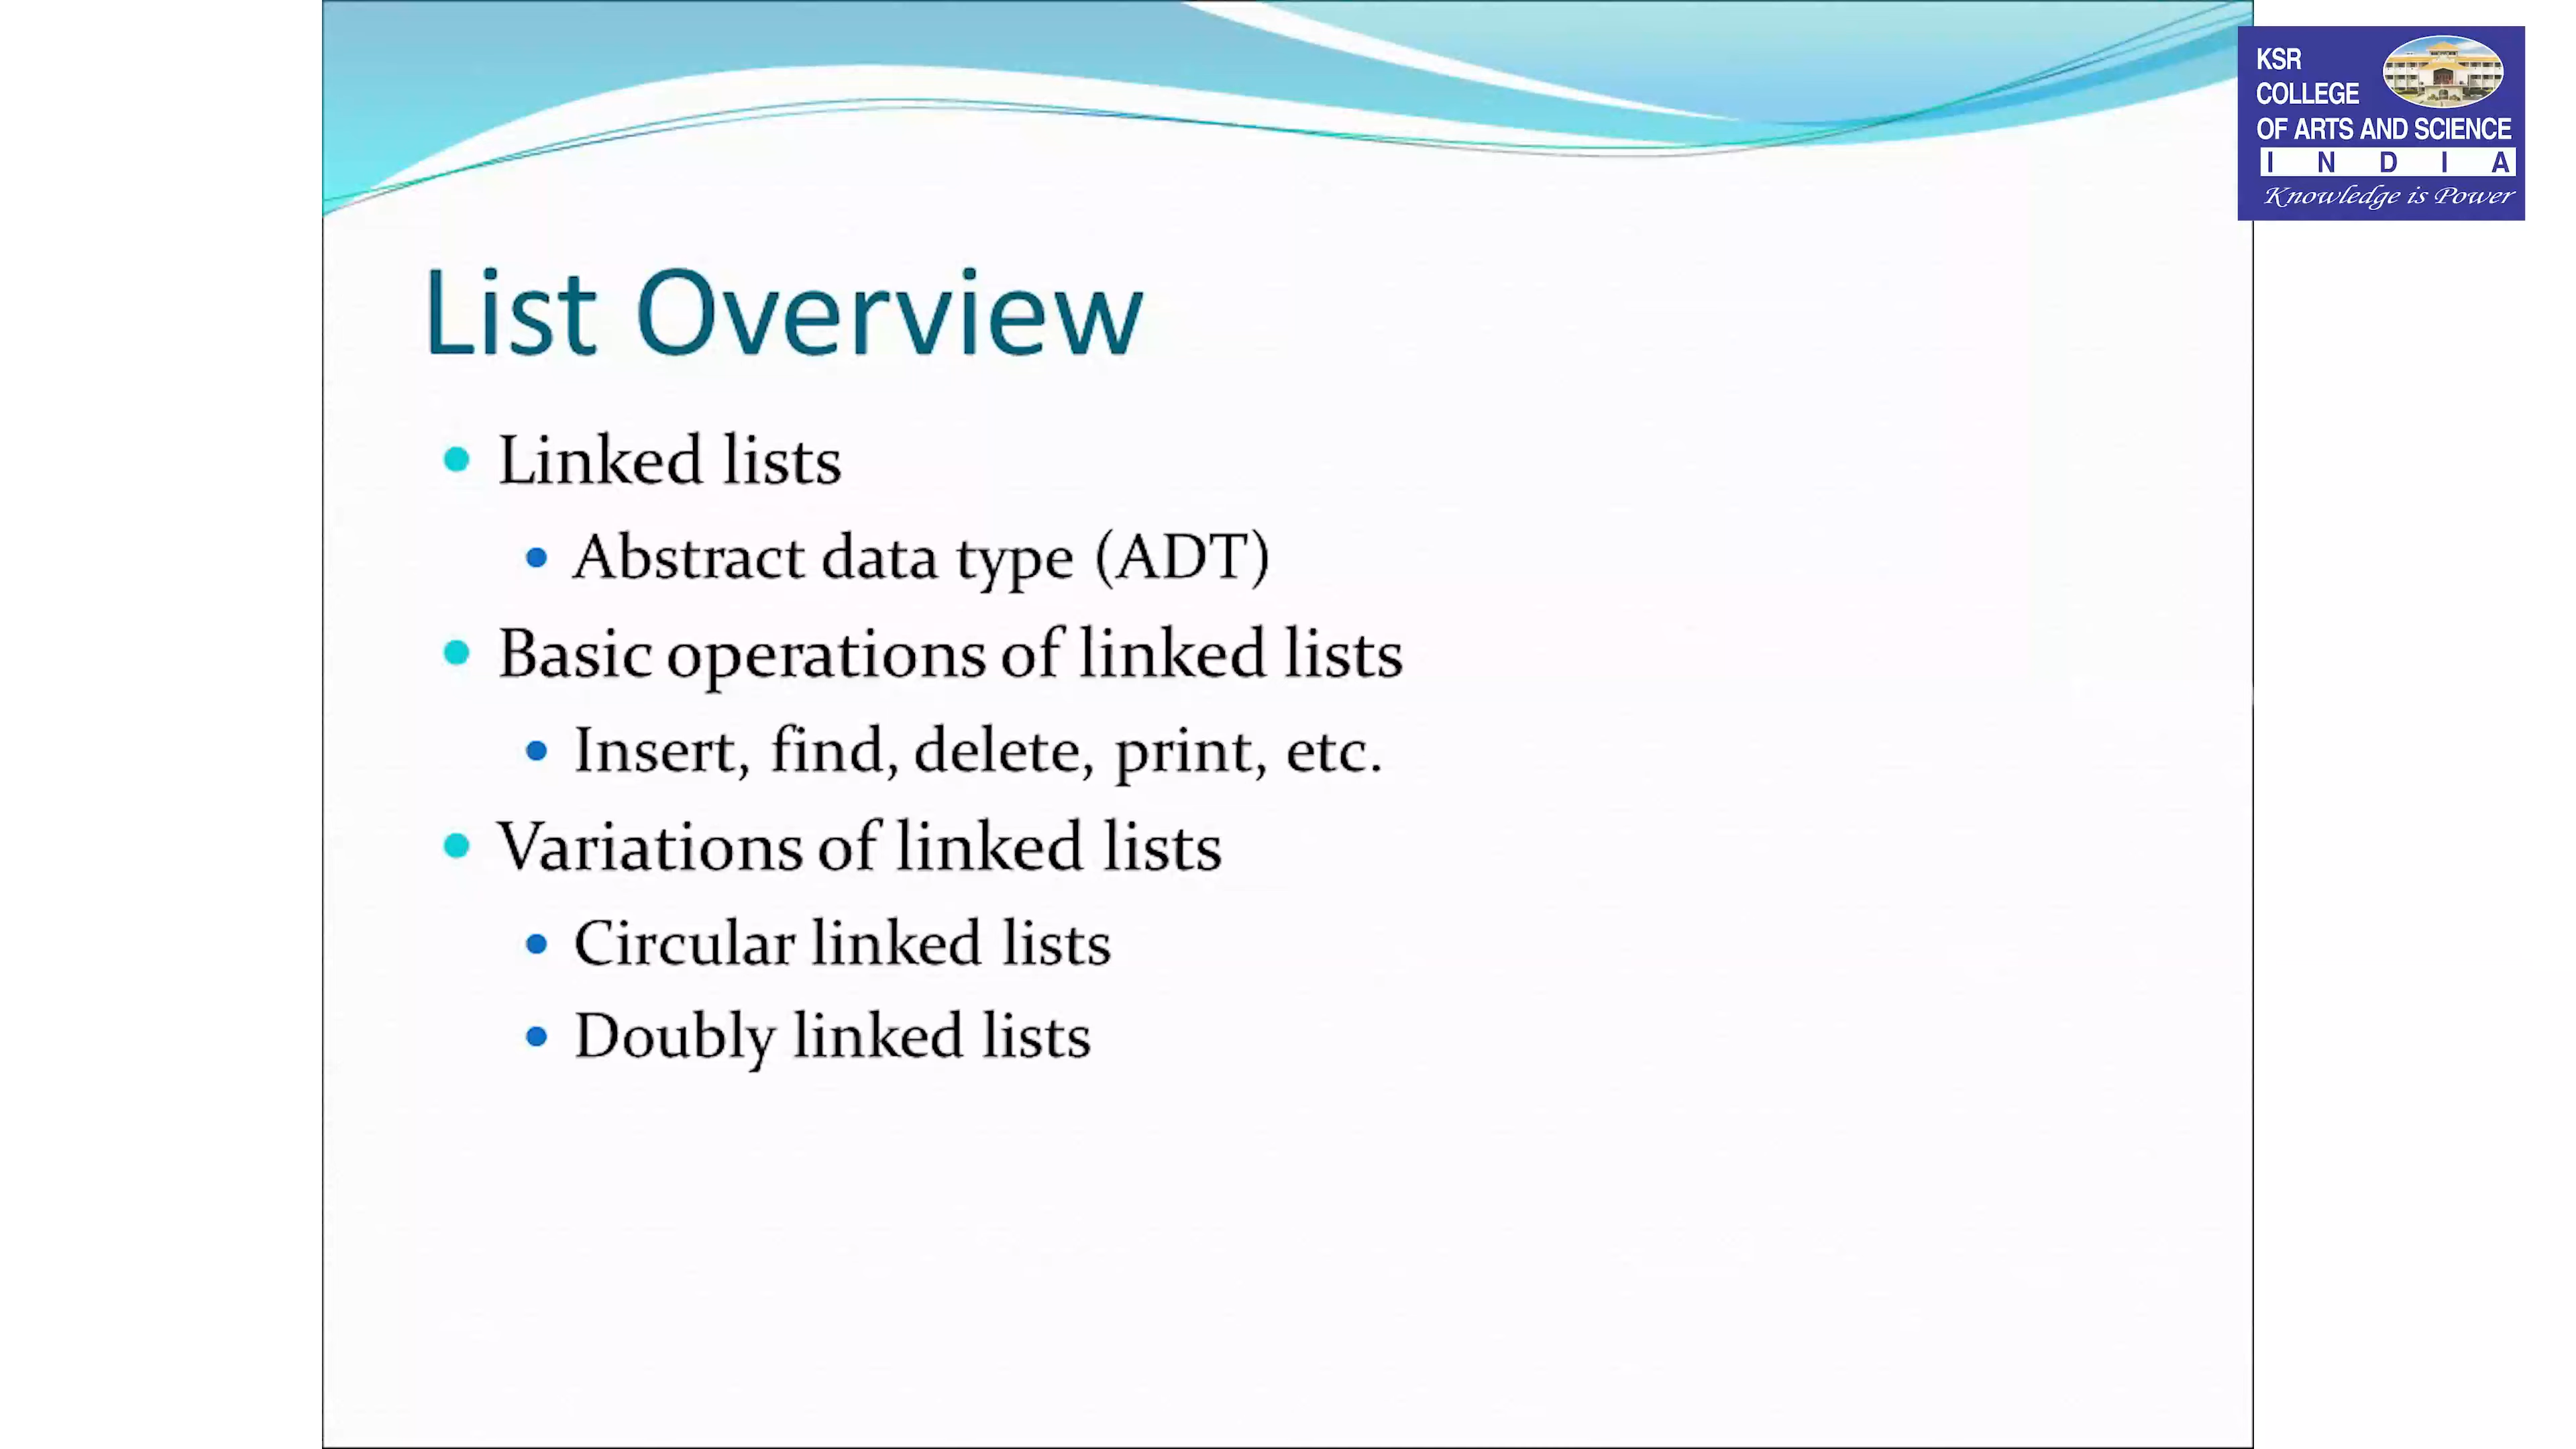 KSR
COLLEGE
OF ARTS AND SCIENCE
I N D I A
Knowledge is Power
List Overview
• Linked lists
• Abstract data type (ADT)
• Basic operations of linked lists
• Insert, find, delete, print, etc.
• Variations of linked lists
• Circular linked lists
• Doubly linked lists